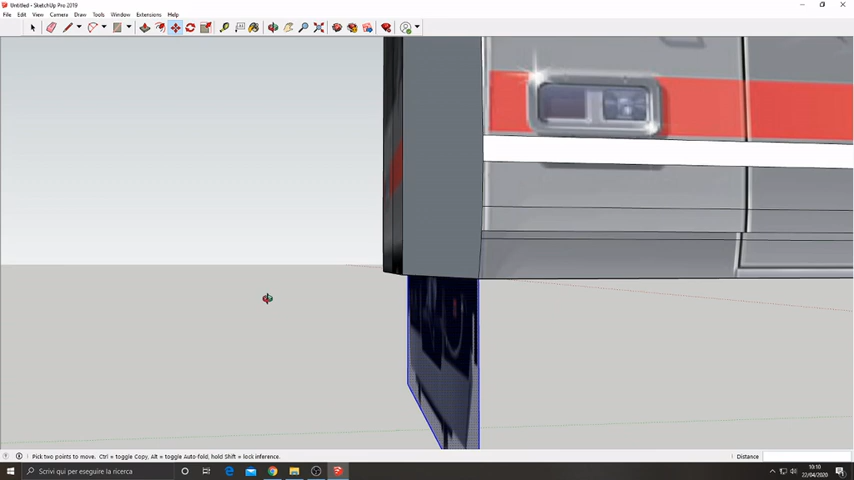 Untitled - SketchUp Pro 2019
File Edit View Camera Draw Tools Window Extensions Help
Pick two points to move. Ctrl = toggle Copy, Alt = toggle Auto-fold, hold Shift = lock inference.
Distance
Scrivi qui per eseguire la ricerca
10:10
22/04/2020